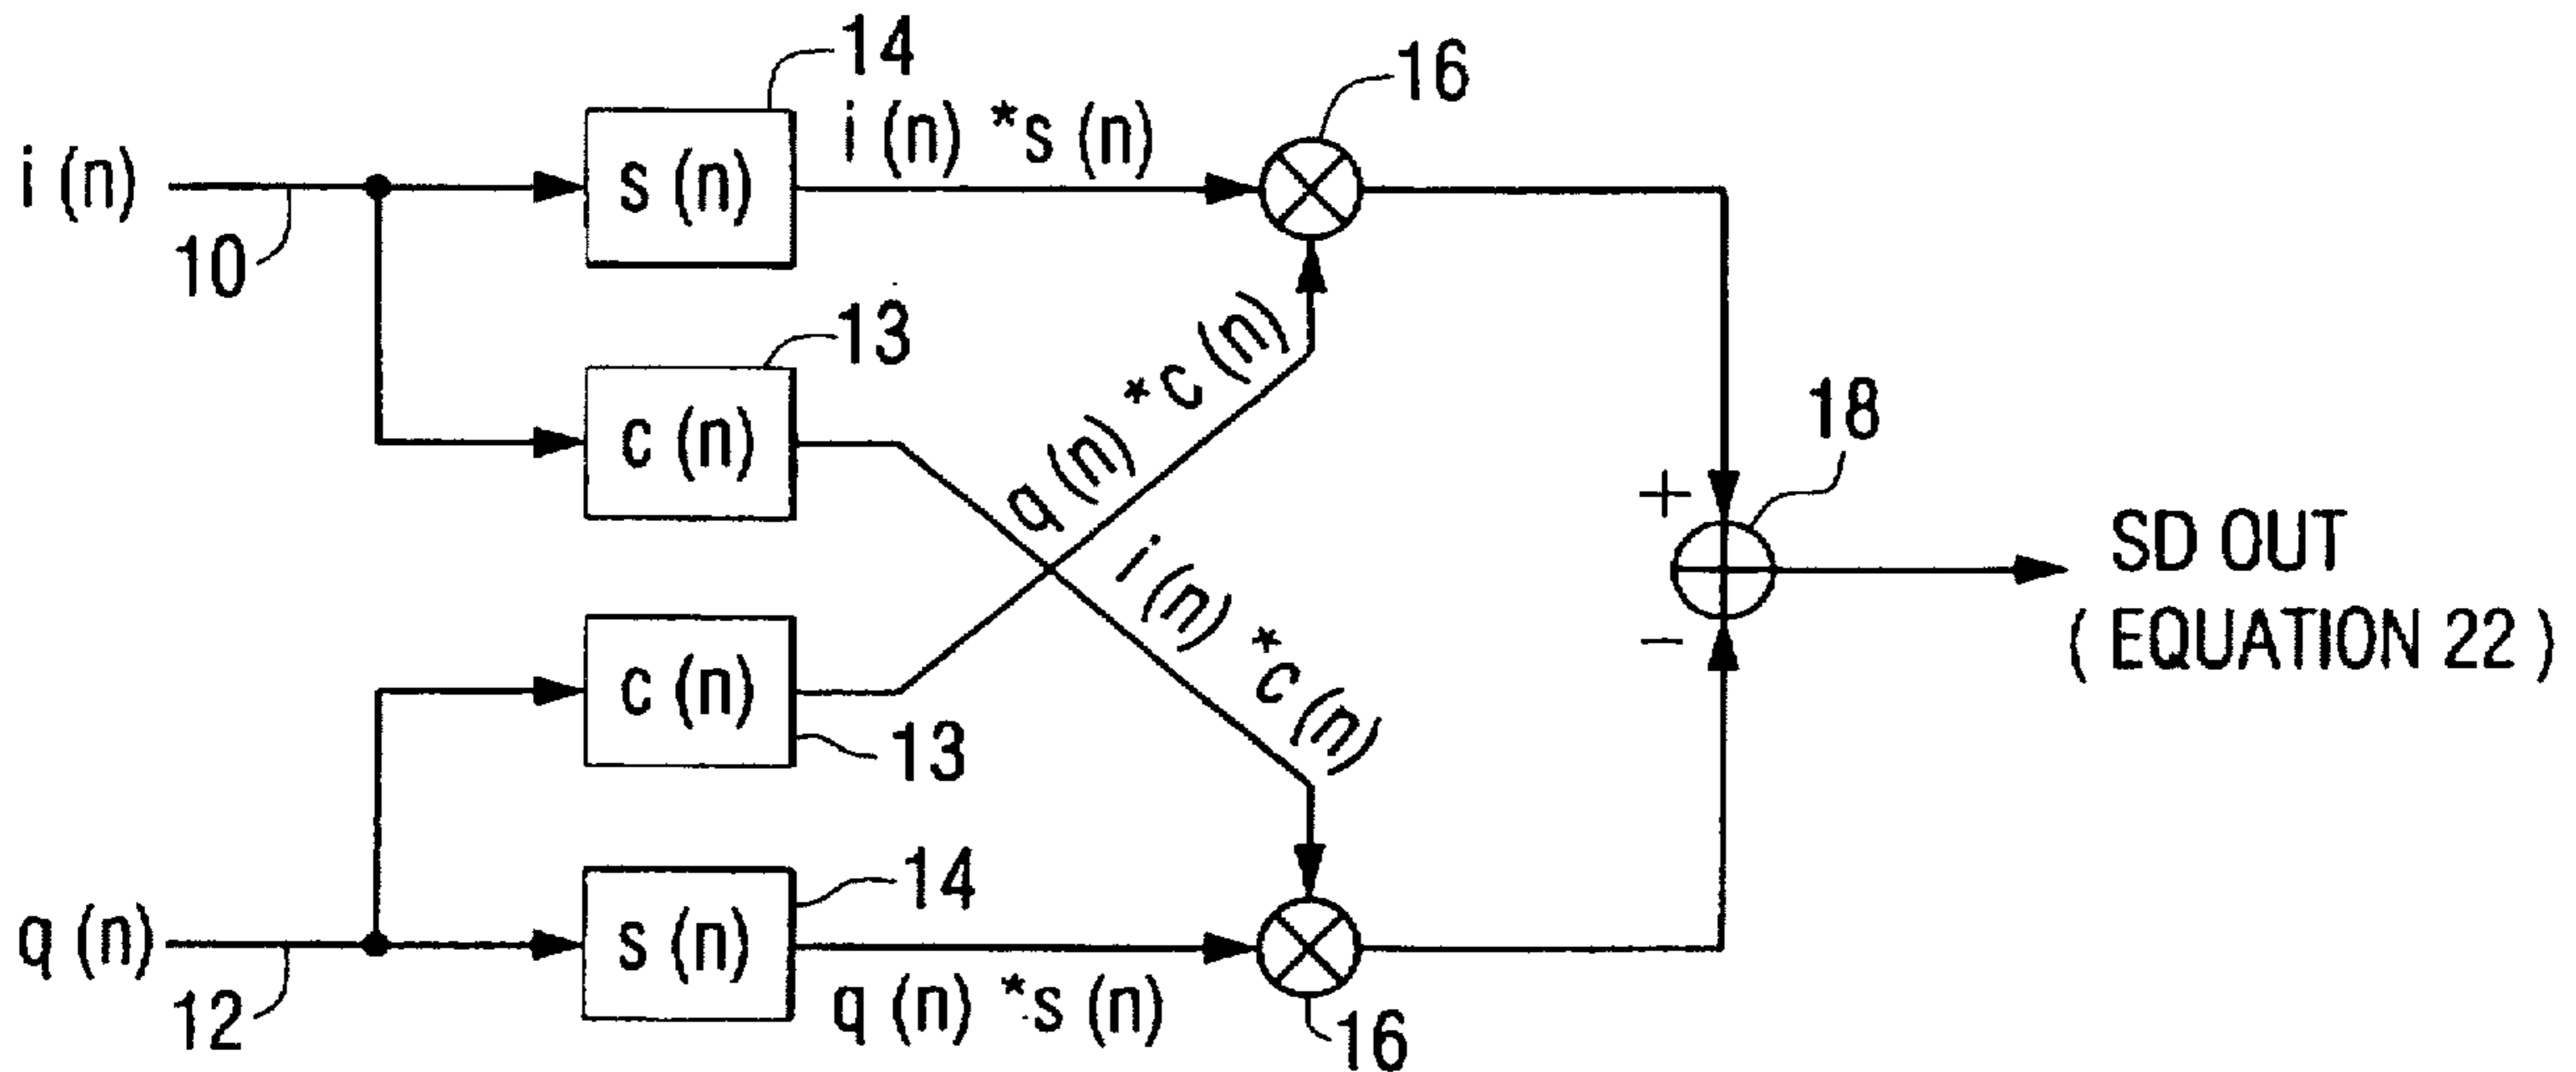 14
16
i (n) *s (n)
i (n)
s (n)
10
13
q (n) *c (n)
c (n)
18
+
SD OUT
i (n) *c (n)
( EQUATION 22 )
−
c (n)
13
14
q (n)
s (n)
12
q (n) *s (n)
16